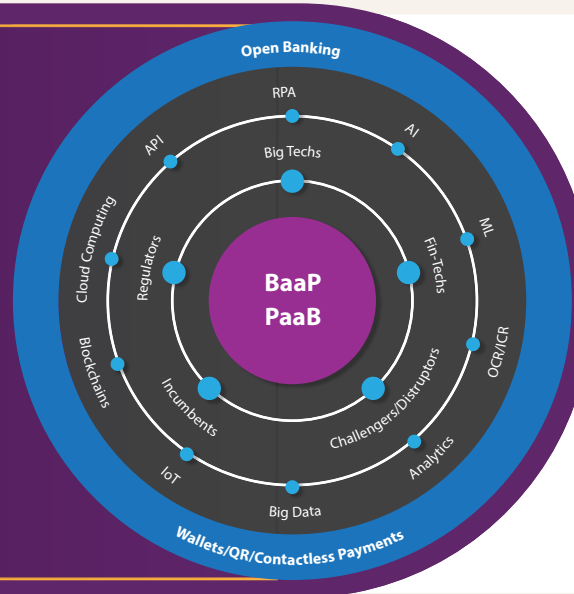 Open Banking
RPA
AI
ML
OCR/ICR
Analytics
Big Data
IoT
Blockchains
Cloud Computing
API
Big Techs
Fin-Techs
Challengers/Distruptors
Incumbents
Regulators
BaaP
PaaB
Wallets/QR/Contactless Payments